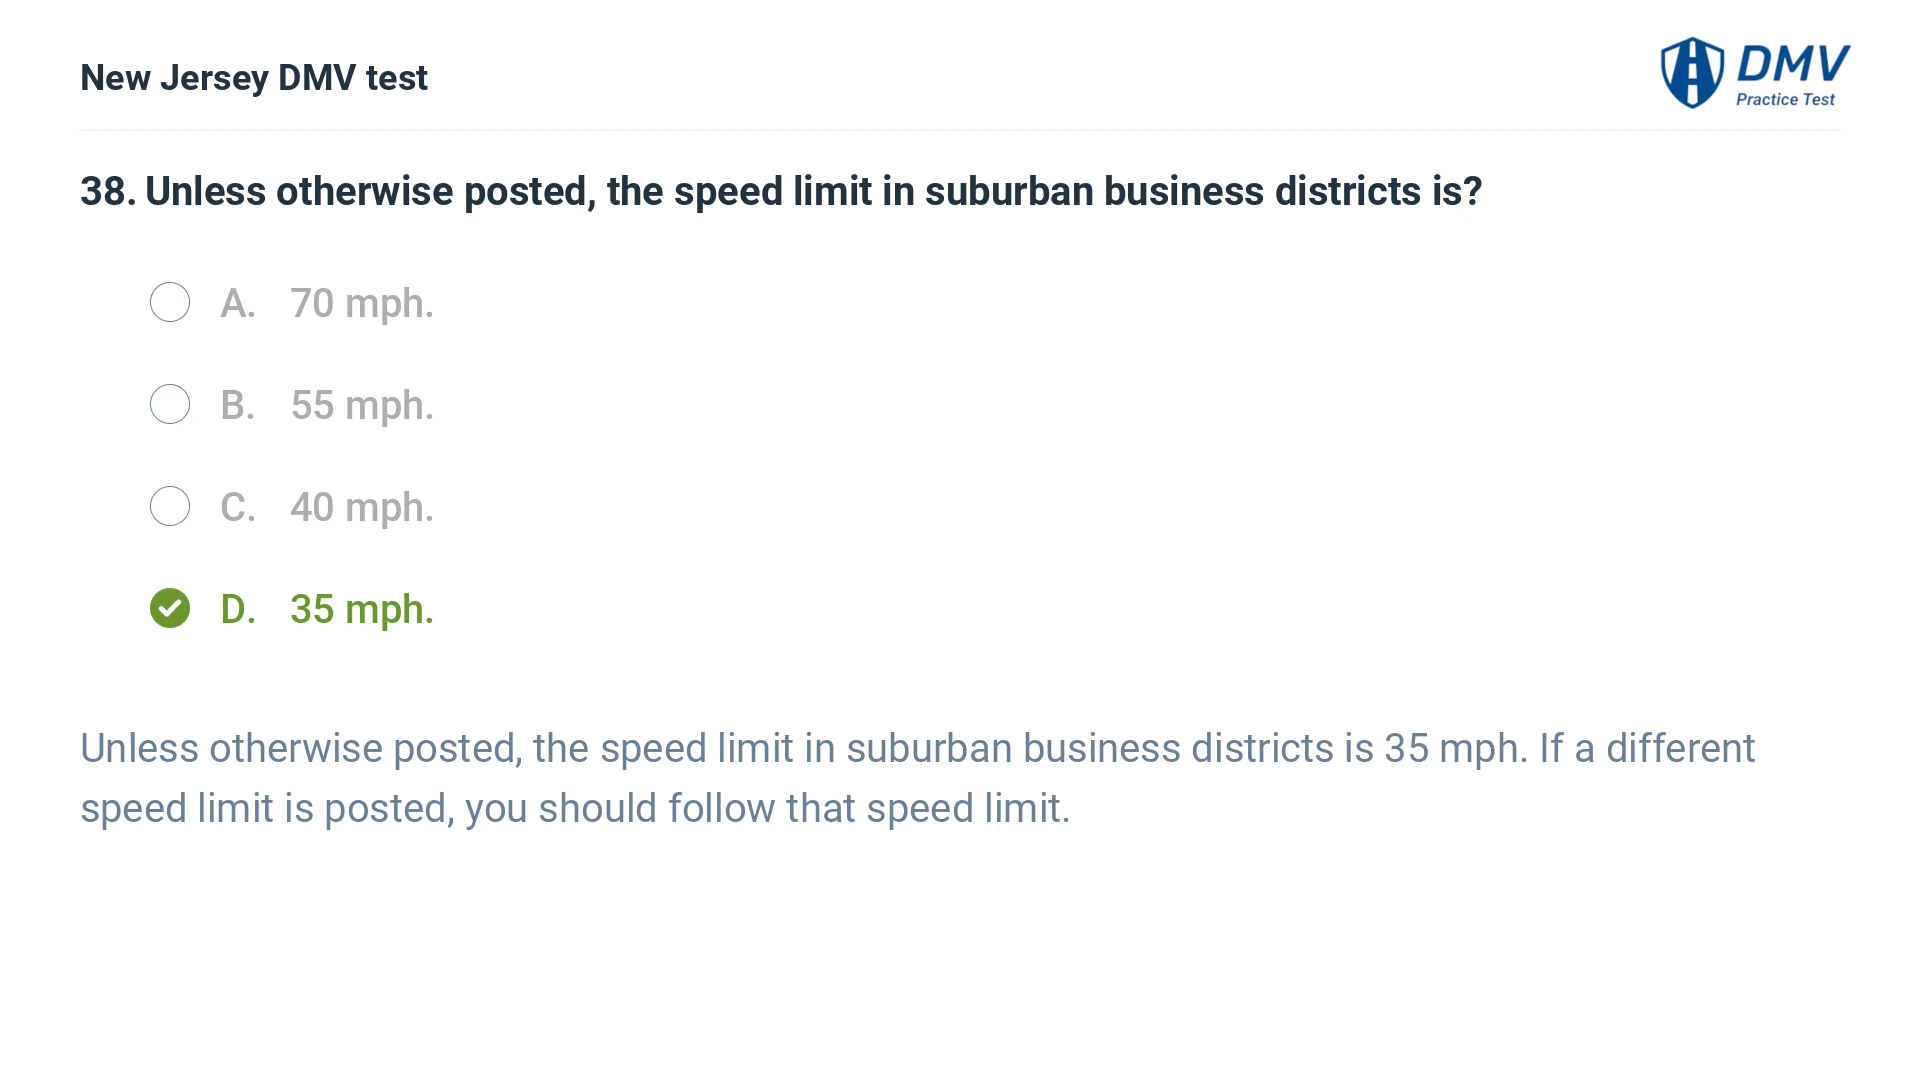 New Jersey DMV test
DMV
Practice Test
38. Unless otherwise posted, the speed limit in suburban business districts is?
A. 70 mph.
B. 55 mph.
C. 40 mph.
D. 35 mph.
Unless otherwise posted, the speed limit in suburban business districts is 35 mph. If a different
speed limit is posted, you should follow that speed limit.